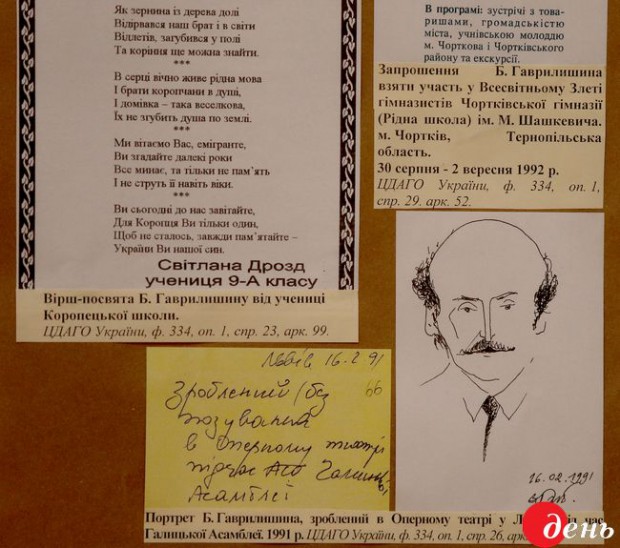 Як зернина із дерева долі
Відірвався наш брат і в світи
Відлетів, загубився у полі
Та коріння ще можна знайти.
***
В серці вічно живе рідна мова
І брати коропчани в душі,
І домівка – така веселкова,
Їх не згубить душа по землі.
***
Ми вітаємо Вас, емігранте,
Ви згадайте далекі роки
Все минає, та тільки не пам'ять
І не струть її навіть віки.
***
Ви сьогодні до нас завітайте,
Для Коропця Ви тільки один,
Щоб не сталось, завжди пам'ятайте –
України Ви нашої син.
Світлана Дрозд
учениця 9-А класу
Вірш-посвята Б. Гаврилишину від учениці
Коропецької школи.
ЦДАГО України, ф. 334, оп. 1, спр. 23, арк. 99.
В програмі: зустрічі з това-
ришами, громадськістю
міста, учнівською молоддю
м. Чорткова і Чортківського
району та екскурсії.
Запрошення Б. Гаврилишина
взяти участь у Всесвітньому Злеті
гімназистів Чортківської гімназії
(Рідна школа) ім. М. Шашкевича.
м. Чортків, Тернопільська
область.
30 серпня - 2 вересня 1992 р.
ЦДАГО України, ф. 334, оп. 1,
спр. 29. арк. 52.
Львів 16.2 91
66
Зроблений /без
позування
в Оперному театрі
підчас Галицької
Асамблеї
16.02.1991
Портрет Б. Гаврилишина, зроблений в Оперному театрі у час
Галицької Асамблеї. 1991 р. ЦДАГО України, ф. 334, оп. 1, спр. 26, арк.
день